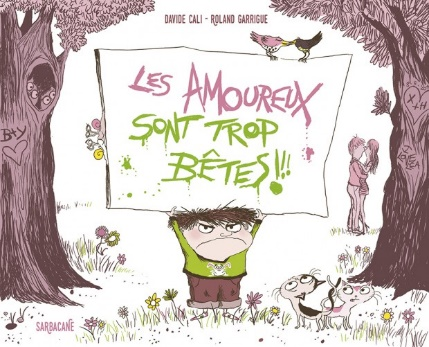 DAVIDE CALI - ROLAND GARRIGUE
LES AMOUREUX
SONT TROP
BÊTES!!!
B+Y
SARBACANE